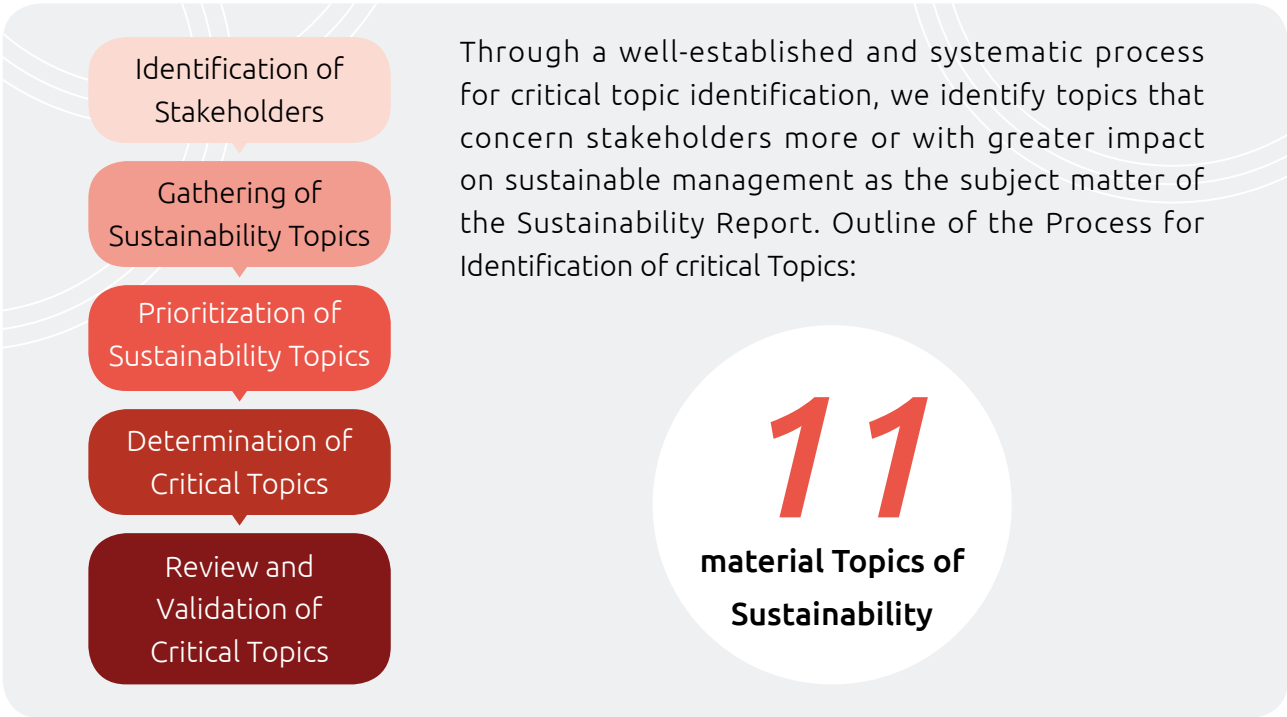 Identification of
Stakeholders
Gathering of
Sustainability Topics
Prioritization of
Sustainability Topics
Determination of
Critical Topics
Review and
Validation of
Critical Topics
Through a well-established and systematic process
for critical topic identification, we identify topics that
concern stakeholders more or with greater impact
on sustainable management as the subject matter of
the Sustainability Report. Outline of the Process for
Identification of critical Topics:
11
material Topics of
Sustainability